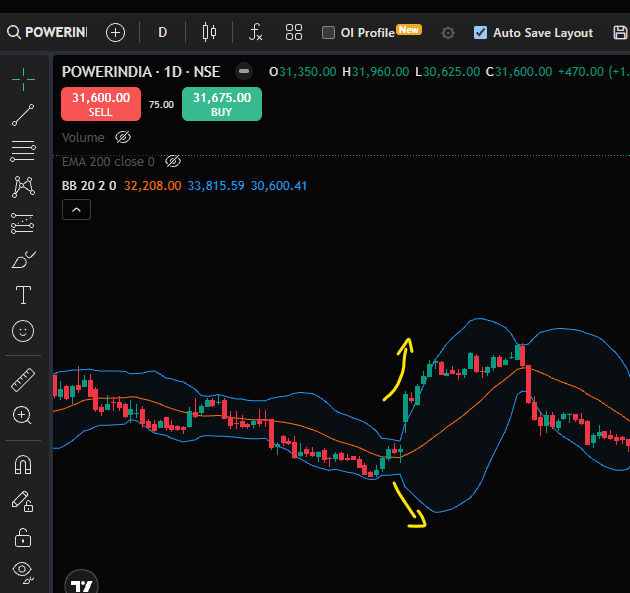 POWERINI
D
OI Profile New
Auto Save Layout
POWERINDIA · 1D · NSE
O31,350.00 H31,960.00 L30,625.00 C31,600.00 +470.00 (+1.
31,600.00
SELL
75.00
31,675.00
BUY
Volume
EMA 200 close 0
BB 20 2 0 32,208.00 33,815.59 30,600.41